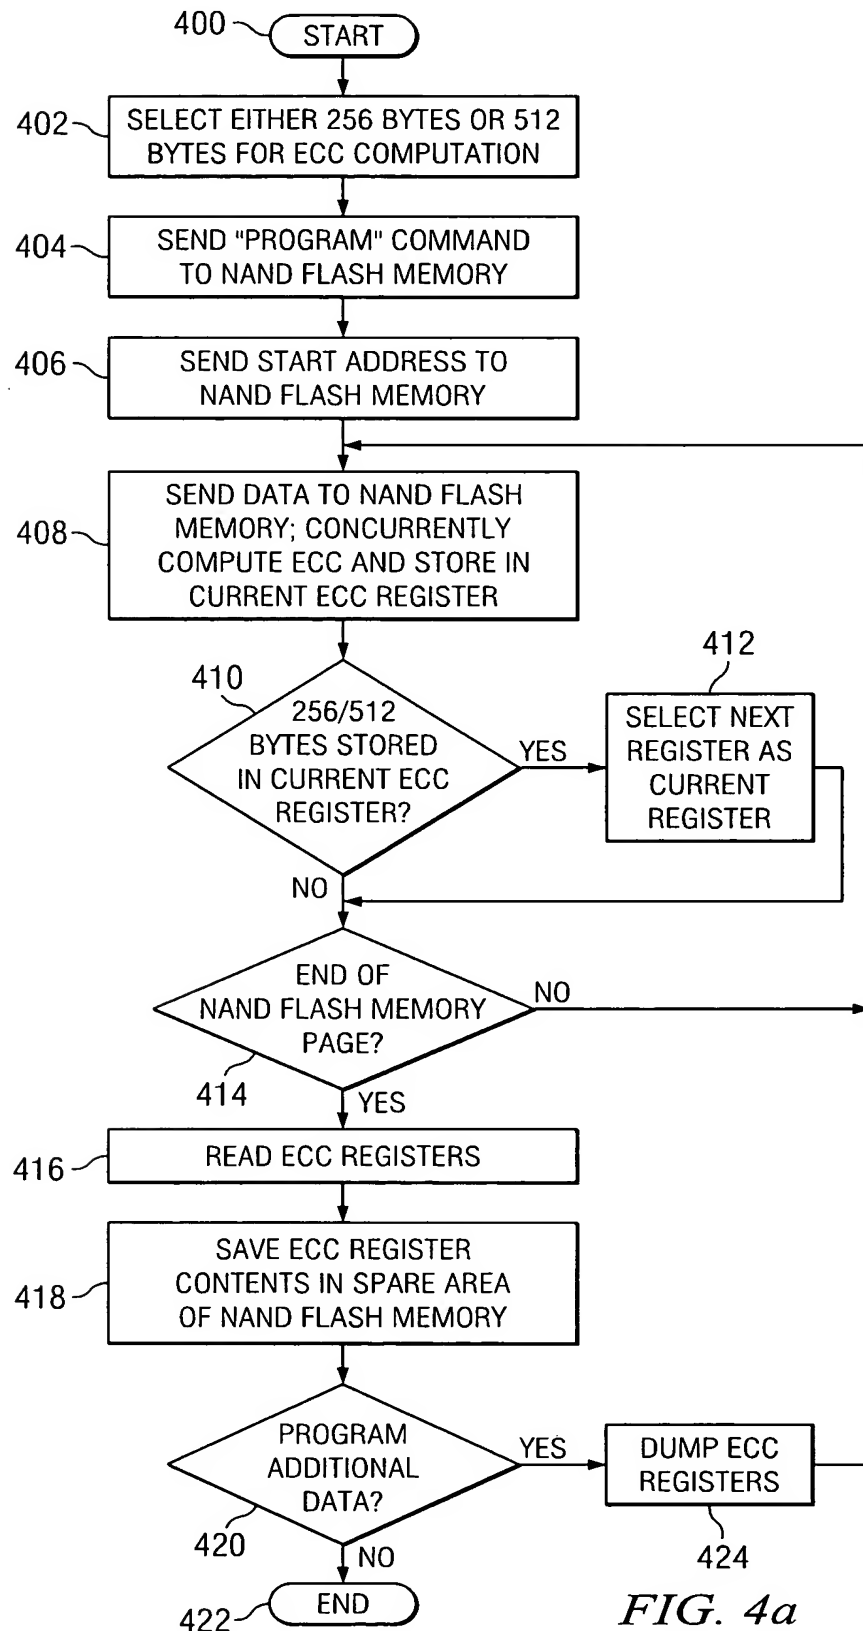 400
START
402
SELECT EITHER 256 BYTES OR 512
BYTES FOR ECC COMPUTATION
404
SEND "PROGRAM" COMMAND
TO NAND FLASH MEMORY
406
SEND START ADDRESS TO
NAND FLASH MEMORY
408
SEND DATA TO NAND FLASH
MEMORY; CONCURRENTLY
COMPUTE ECC AND STORE IN
CURRENT ECC REGISTER
410
256/512
BYTES STORED
IN CURRENT ECC
REGISTER?
YES
412
SELECT NEXT
REGISTER AS
CURRENT
REGISTER
NO
END OF
NAND FLASH MEMORY
PAGE?
NO
414
YES
416
READ ECC REGISTERS
418
SAVE ECC REGISTER
CONTENTS IN SPARE AREA
OF NAND FLASH MEMORY
PROGRAM
ADDITIONAL
DATA?
YES
DUMP ECC
REGISTERS
420
424
NO
422
END
FIG. 4a